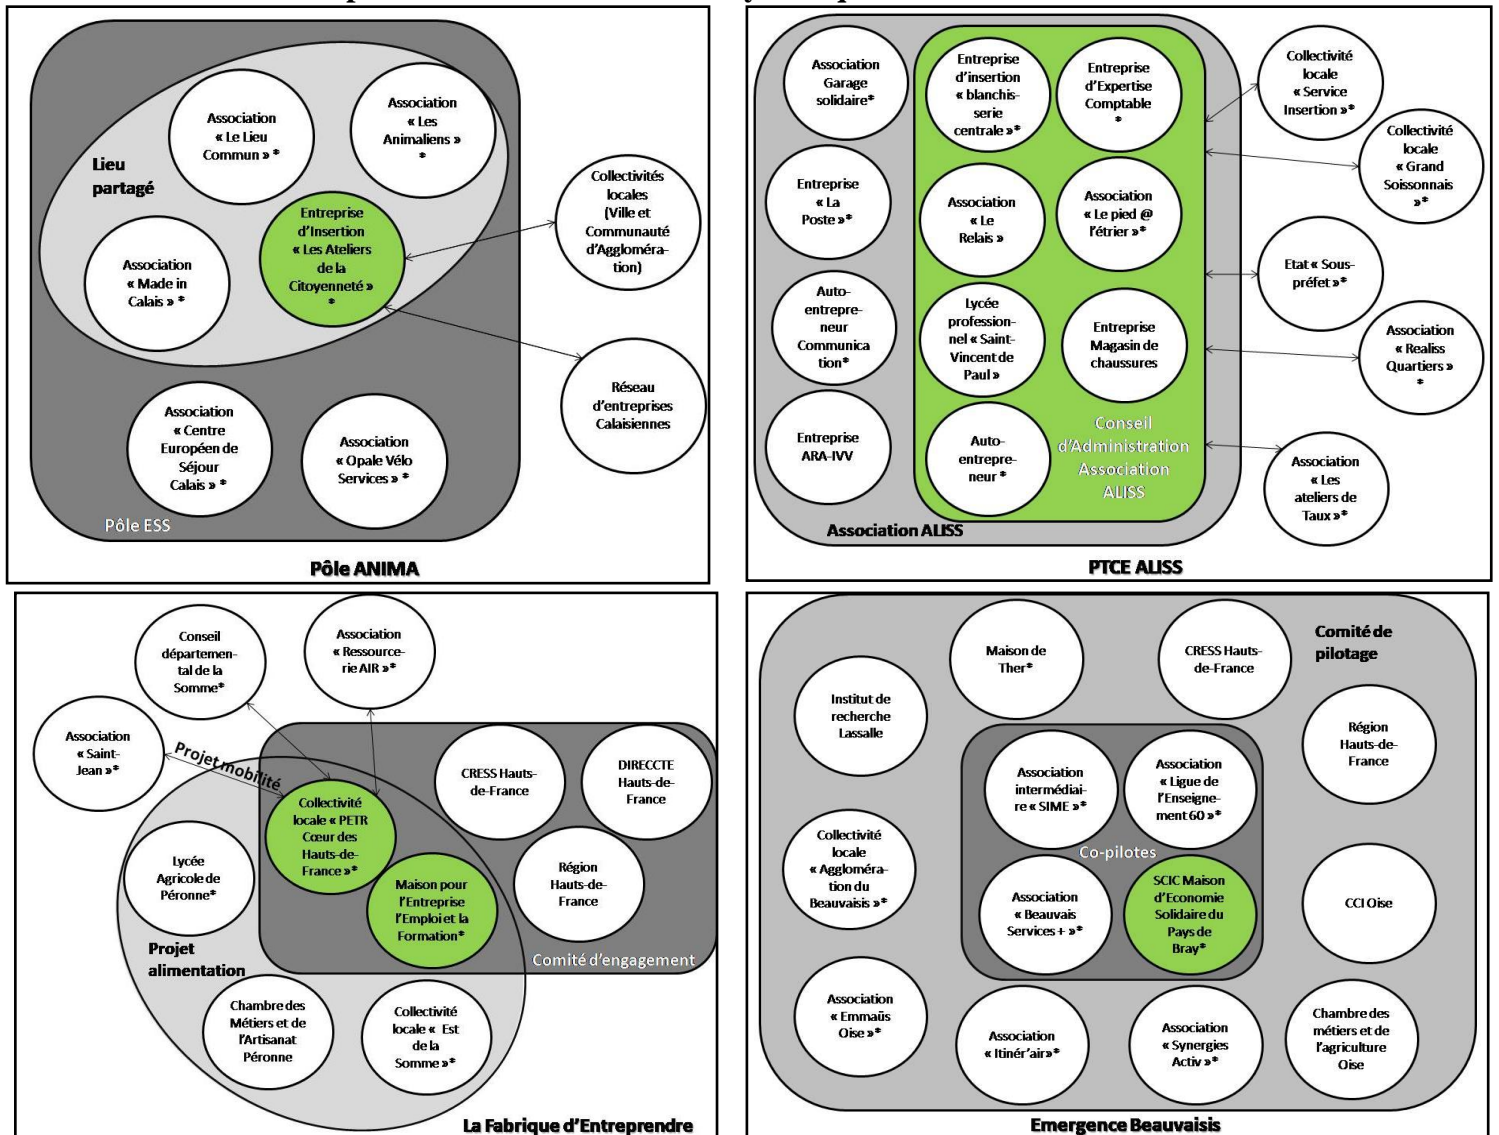 Association
« Le Lieu
Commun » *
Association
« Les
Animaliens »
*
Lieu
partagé
Entreprise
d'Insertion
« Les Ateliers
de la
Citoyenneté »
*
Association
« Made in
Calais » *
Collectivités
locales
(Ville et
Communauté
d'Aggloméra-
tion)
Réseau
d'entreprises
Calaisiennes
Association
« Centre
Européen de
Séjour
Calais » *
Association
« Opale Vélo
Services » *
Pôle ESS
Pôle ANIMA
Association
Garage
solidaire*
Entreprise
d'insertion
« blanchis-
serie
centrale »*
Entreprise
d'Expertise
Comptable
*
Collectivité
locale
« Service
Insertion »*
Collectivité
locale
« Grand
Soissonnais
»*
Entreprise
« La
Poste »*
Association
« Le
Relais »
Association
« Le pied @
l'étrier »*
Etat « Sous-
préfet »*
Auto-
entrepre-
neur
Communica
tion*
Lycée
profession-
nel « Saint-
Vincent de
Paul »
Entreprise
Magasin de
chaussures
Association
« Realiss
Quartiers »
*
Entreprise
ARA-IVV
Auto-
entrepre-
neur *
Conseil
d'Administration
Association
ALISS
Association
« Les
ateliers de
Taux »*
Association ALISS
PTCE ALISS
Conseil
départemen-
tal de la
Somme*
Association
« Ressource-
rie AIR »*
Association
« Saint-
Jean »*
Projet mobilité
Collectivité
locale « PETR
Cœur des
Hauts-de-
France »*
CRESS Hauts-
de-France
DIRECCTE
Hauts-de-
France
Lycée
Agricole de
Péronne*
Maison pour
l'Entreprise
l'Emploi et la
Formation*
Région
Hauts-de-
France
Projet
alimentation
Comité d'engagement
Chambre des
Métiers et de
l'Artisanat
Péronne
Collectivité
locale « Est
de la
Somme »*
La Fabrique d'Entreprendre
Maison de
Ther*
CRESS Hauts-
de-France
Comité de
pilotage
Institut de
recherche
Lassalle
Région
Hauts-de-
France
Association
intermédiai-
re « SIME »*
Association
« Ligue de
l'Enseigne-
ment 60 »*
Collectivité
locale
« Aggloméra-
tion du
Beauvaisis »*
Co-pilotes
Association
« Beauvais
Services + »*
SCIC Maison
d'Economie
Solidaire du
Pays de
Bray*
CCI Oise
Association
« Emmaüs
Oise »*
Association
« Itinér'air»*
Association
« Synergies
Activ »*
Chambre des
métiers et de
l'agriculture
Oise
Emergence Beauvaisis